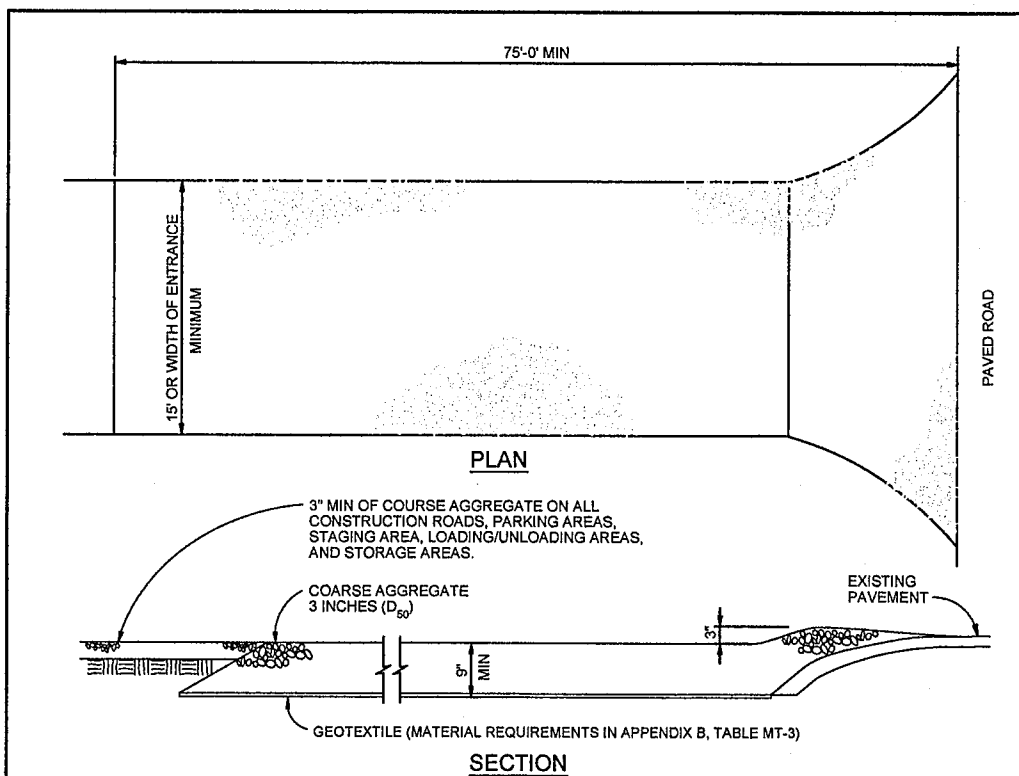 75'-0' MIN
15' OR WIDTH OF ENTRANCE
MINIMUM
PAVED ROAD
PLAN
3" MIN OF COURSE AGGREGATE ON ALL
CONSTRUCTION ROADS, PARKING AREAS,
STAGING AREA, LOADING/UNLOADING AREAS,
AND STORAGE AREAS.
COARSE AGGREGATE
3 INCHES (D50)
EXISTING
PAVEMENT
3"
9"
MIN
GEOTEXTILE (MATERIAL REQUIREMENTS IN APPENDIX B, TABLE MT-3)
SECTION